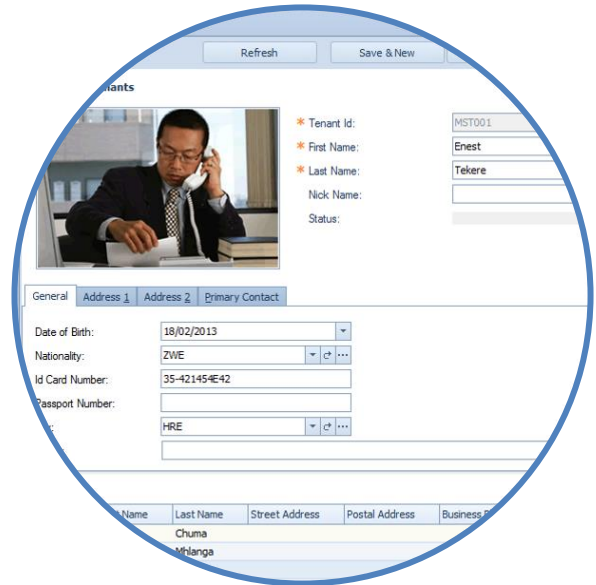 Refresh Save & New
* Tenant Id: MST001
* First Name: Enest
* Last Name: Tekere
Nick Name:
Status:
General Address 1 Address 2 Primary Contact
Date of Birth: 18/02/2013
Nationality: ZWE
Id Card Number: 35-421454E42
Passport Number:
HRE
Name Last Name Street Address Postal Address Business
Chuma
Mhlanga